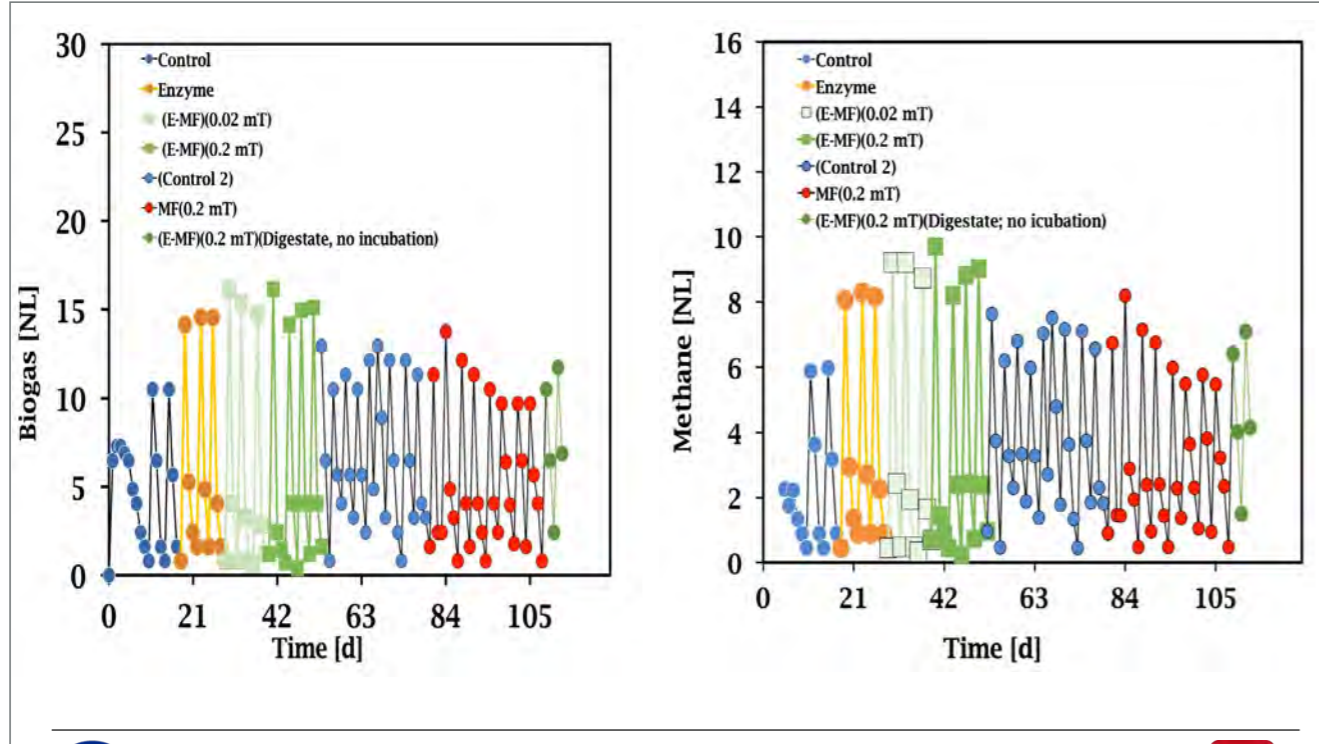 30
25
20
15
10
5
0
Biogas [NL]
Control
Enzyme
(E-MF)(0.02 mT)
(E-MF)(0.2 mT)
(Control 2)
MF(0.2 mT)
(E-MF)(0.2 mT)(Digestate, no incubation)
0 21 42 63 84 105
Time [d]
16
14
12
10
8
6
4
2
0
Methane [NL]
Control
Enzyme
(E-MF)(0.02 mT)
(E-MF)(0.2 mT)
(Control 2)
MF(0.2 mT)
(E-MF)(0.2 mT)(Digestate; no icubation)
0 21 42 63 84 105
Time [d]